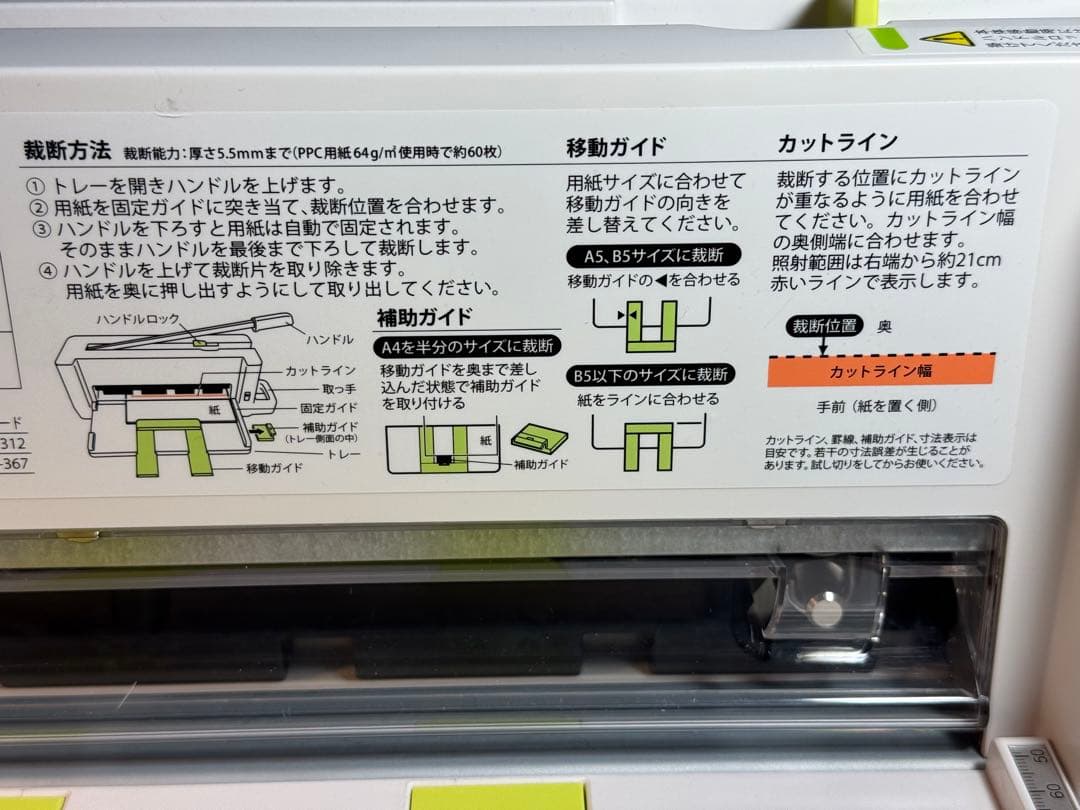 裁断方法 裁断能力：厚さ5.5mmまで（PPC用紙64g/㎡使用時で約60枚）
① トレーを開きハンドルを上げます。
② 用紙を固定ガイドに突き当て、裁断位置を合わせます。
③ ハンドルを下ろすと用紙は自動で固定されます。
そのままハンドルを最後まで下ろして裁断します。
④ ハンドルを上げて裁断片を取り除きます。
用紙を奥に押し出すようにして取り出してください。
ハンドルロック
ハンドル
カットライン
取っ手
固定ガイド
補助ガイド
（トレー側面の中）
トレー
移動ガイド
紙
補助ガイド
A4を半分のサイズに裁断
移動ガイドを奥まで差し
込んだ状態で補助ガイド
を取り付ける
紙
補助ガイド
移動ガイド
用紙サイズに合わせて
移動ガイドの向きを
差し替えてください。
A5、B5サイズに裁断
移動ガイドの◀を合わせる
B5以下のサイズに裁断
紙をラインに合わせる
カットライン
裁断する位置にカットライン
が重なるように用紙を合わせ
てください。カットライン幅
の奥側端に合わせます。
照射範囲は右端から約21cm
赤いラインで表示します。
裁断位置 奥
カットライン幅
手前（紙を置く側）
カットライン、罫線、補助ガイド、寸法表示は
目安です。若干の寸法誤差が生じることが
あります。試し切りをしてからお使いください。
ード
312
-367
50
60